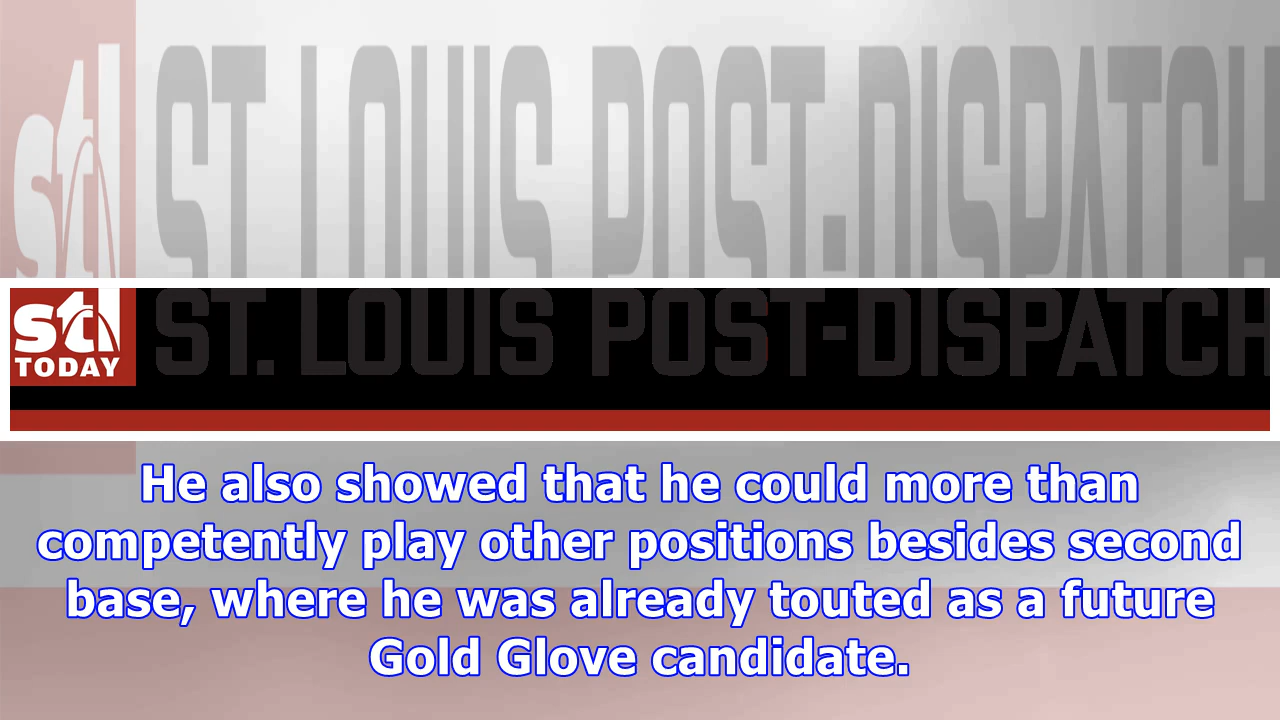 stl ST. LOUIS POST-DISPATCH
stl ST. LOUIS POST-DISPATCH
TODAY
He also showed that he could more than
competently play other positions besides second
base, where he was already touted as a future
Gold Glove candidate.